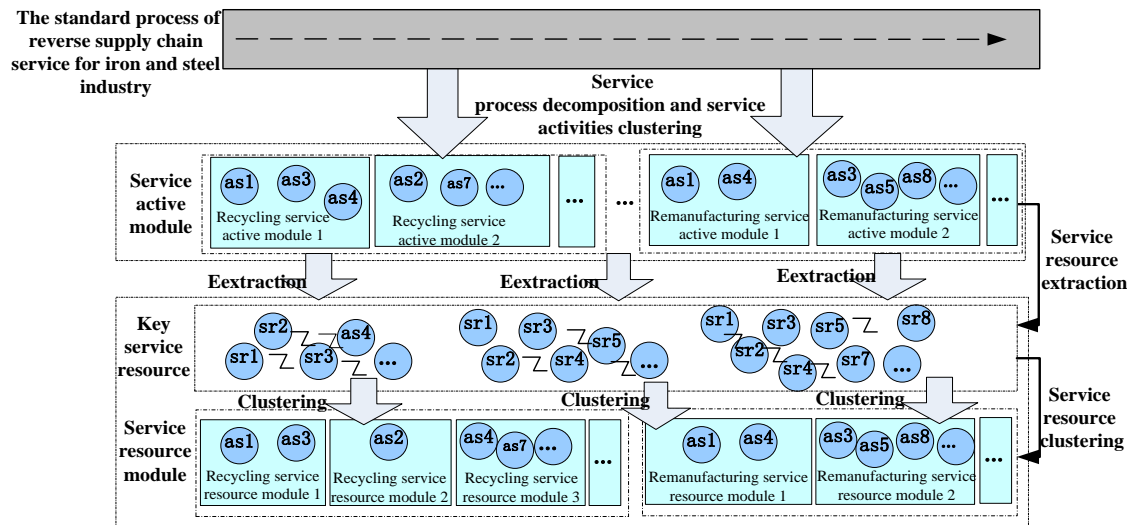 The standard process of
reverse supply chain
service for iron and steel
industry
Service
process decomposition and service
activities clustering
Service
active
module
as1
as3
as4
Recycling service
active module 1
as2
as7
...
Recycling service
active module 2
...
...
as1
as4
Remanufacturing service
active module 1
as3
as5
as8
...
Remanufacturing service
active module 2
...
Service
resource
extraction
Eextraction
Eextraction
Eextraction
Key
service
resource
sr2
as4
sr1
sr3
...
sr1
sr3
sr5
sr2
sr4
...
sr1
sr3
sr5
sr8
sr2
sr4
sr7
...
Clustering
Clustering
Clustering
Service
resource
clustering
Service
resource
module
as1
as3
Recycling service
resource module 1
as2
Recycling service
resource module 2
as4
as7
...
Recycling service
resource module 3
...
as1
as4
Remanufacturing service
resource module 1
as3
as5
as8
...
Remanufacturing service
resource module 2
...